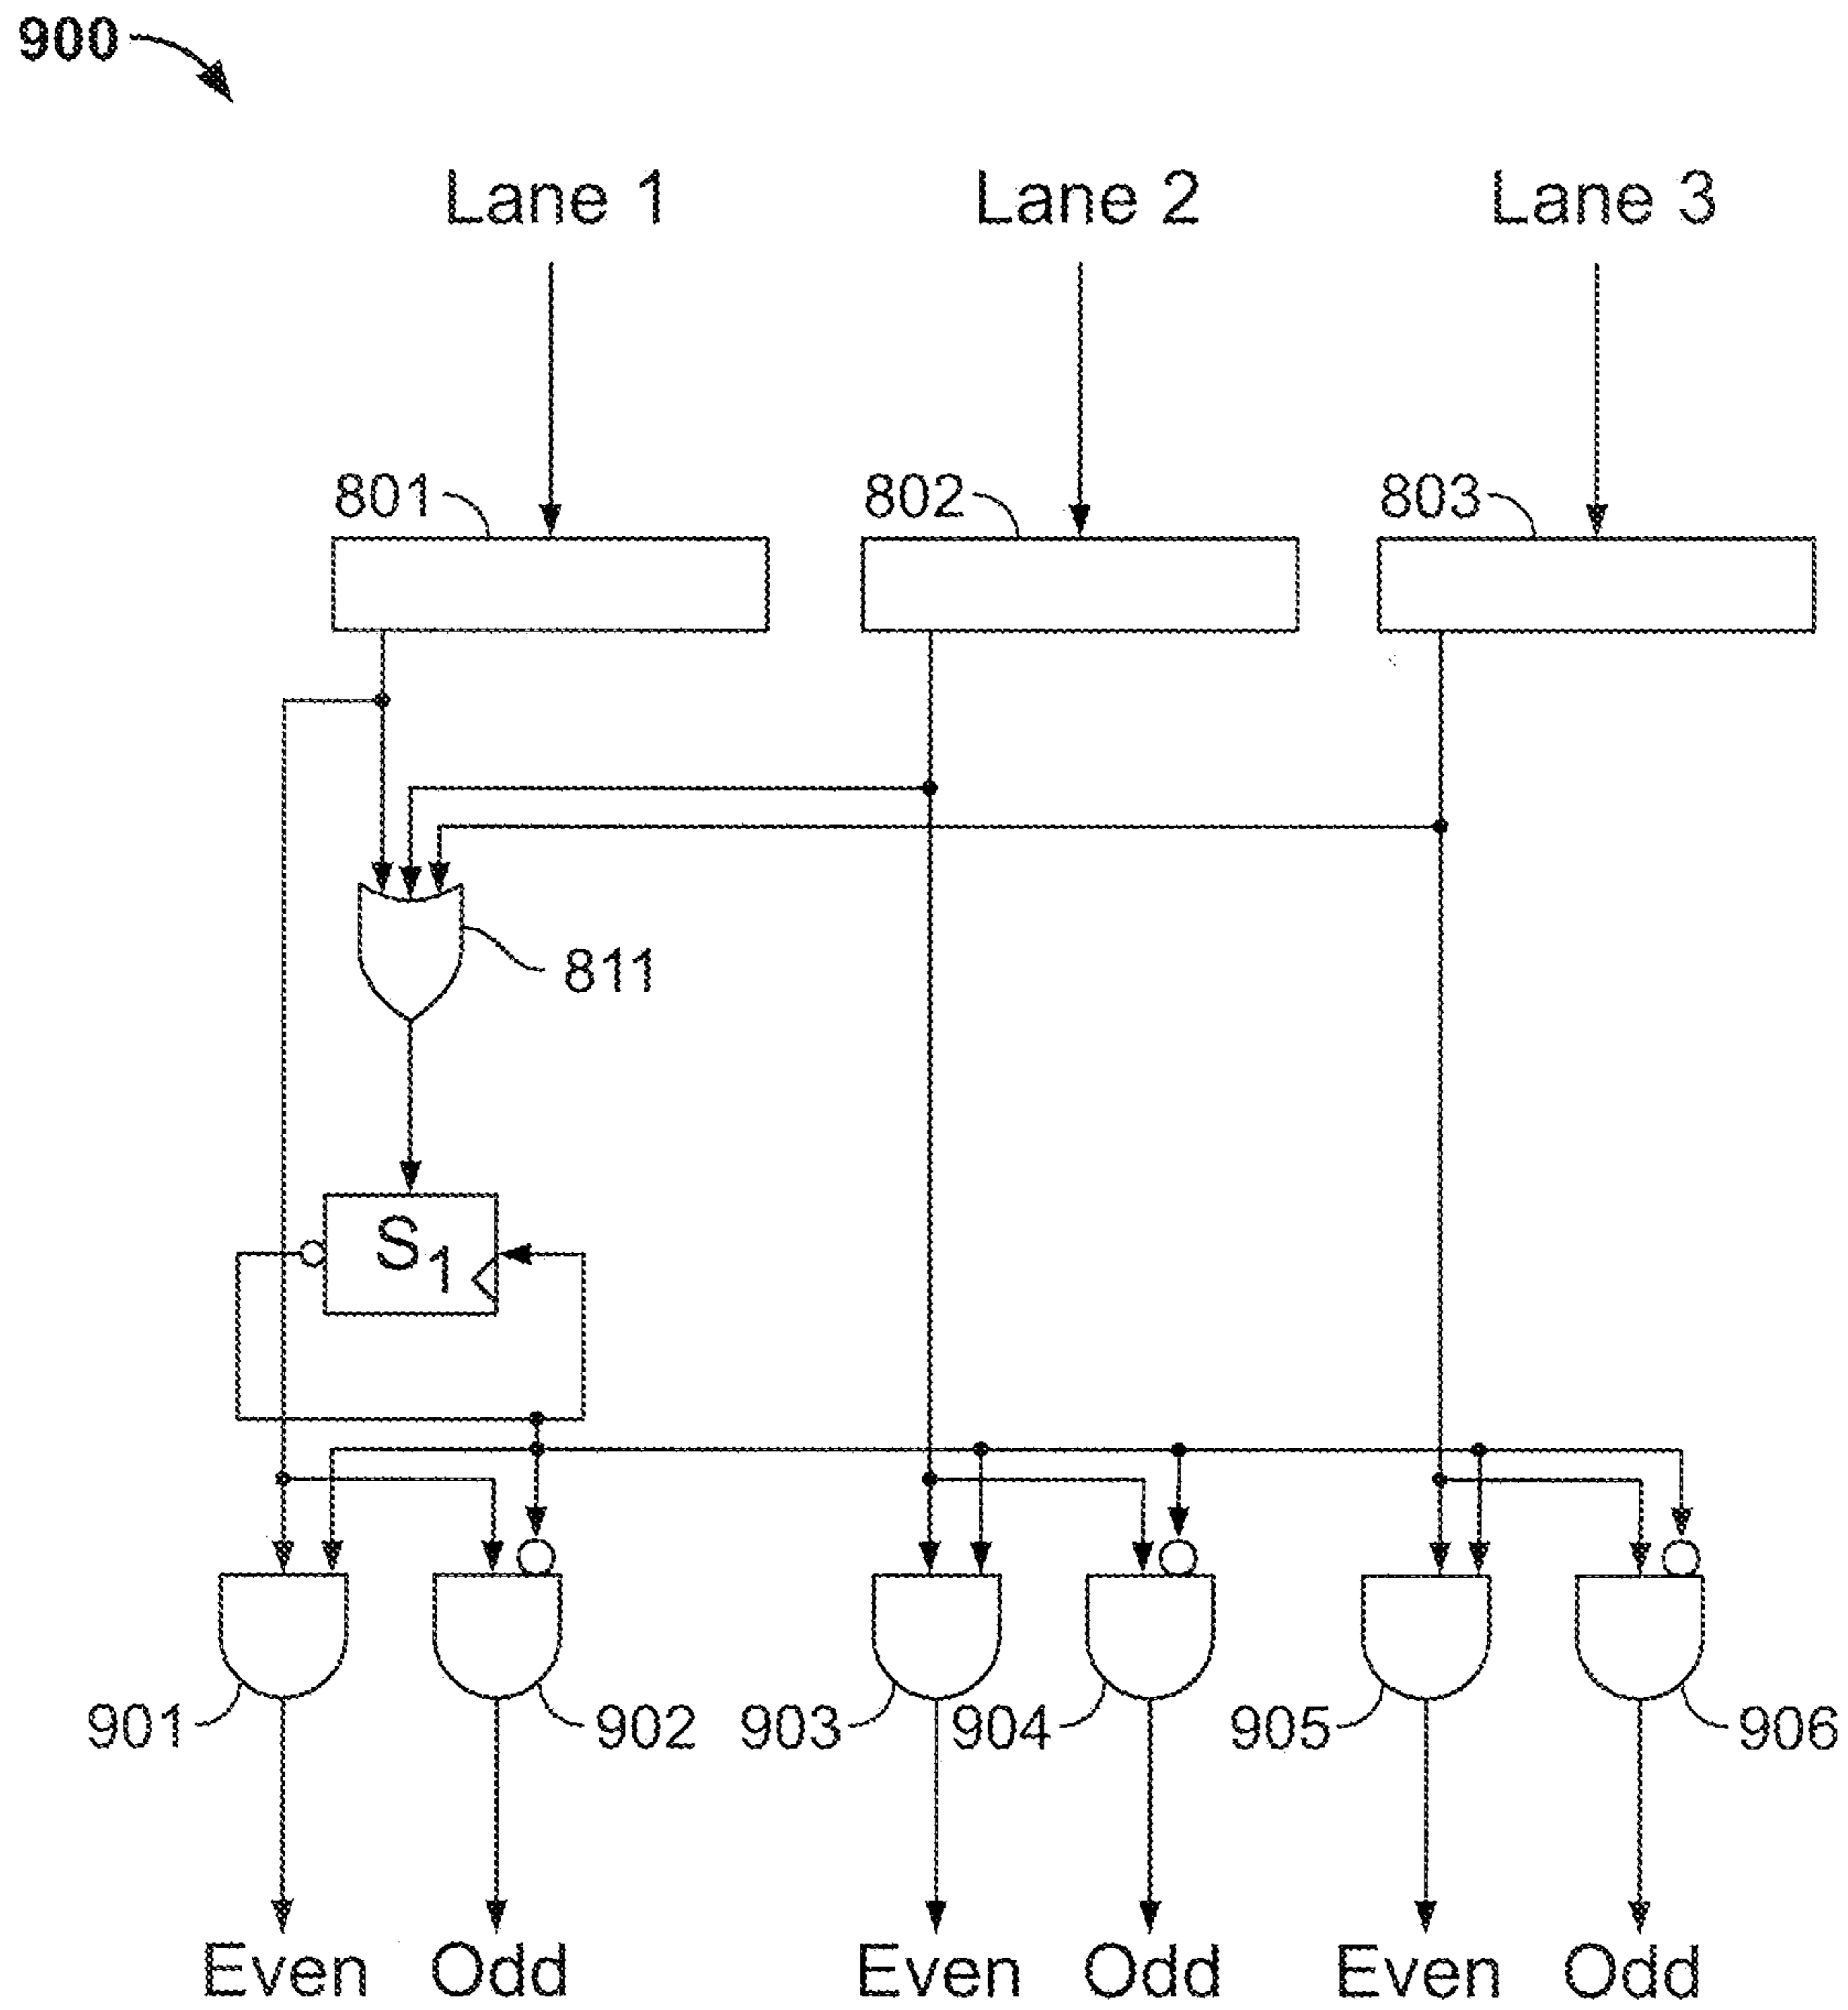 900
Lane 1 Lane 2 Lane 3
801 802 803
811
S1
901 902 903 904 905 906
Even Odd Even Odd Even Odd